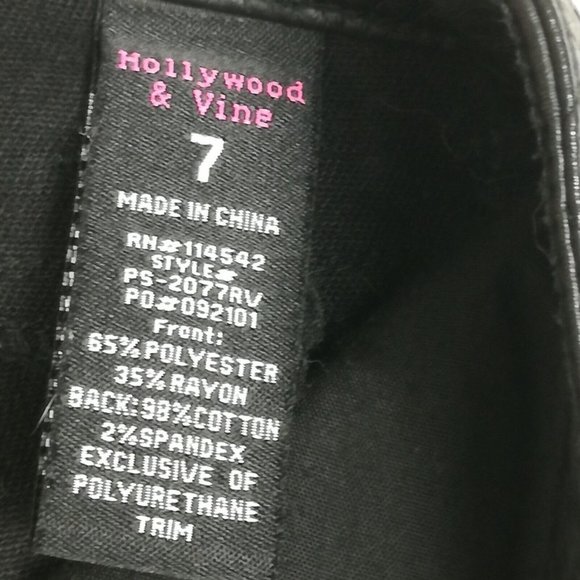 Hollywood
& Vine
7
MADE IN CHINA
RN#114542
STYLE#
PS-2077RV
PO#092101
Front:
65%POLYESTER
35%RAYON
BACK:98%COTTON
2%SPANDEX
EXCLUSIVE OF
POLYURETHANE
TRIM